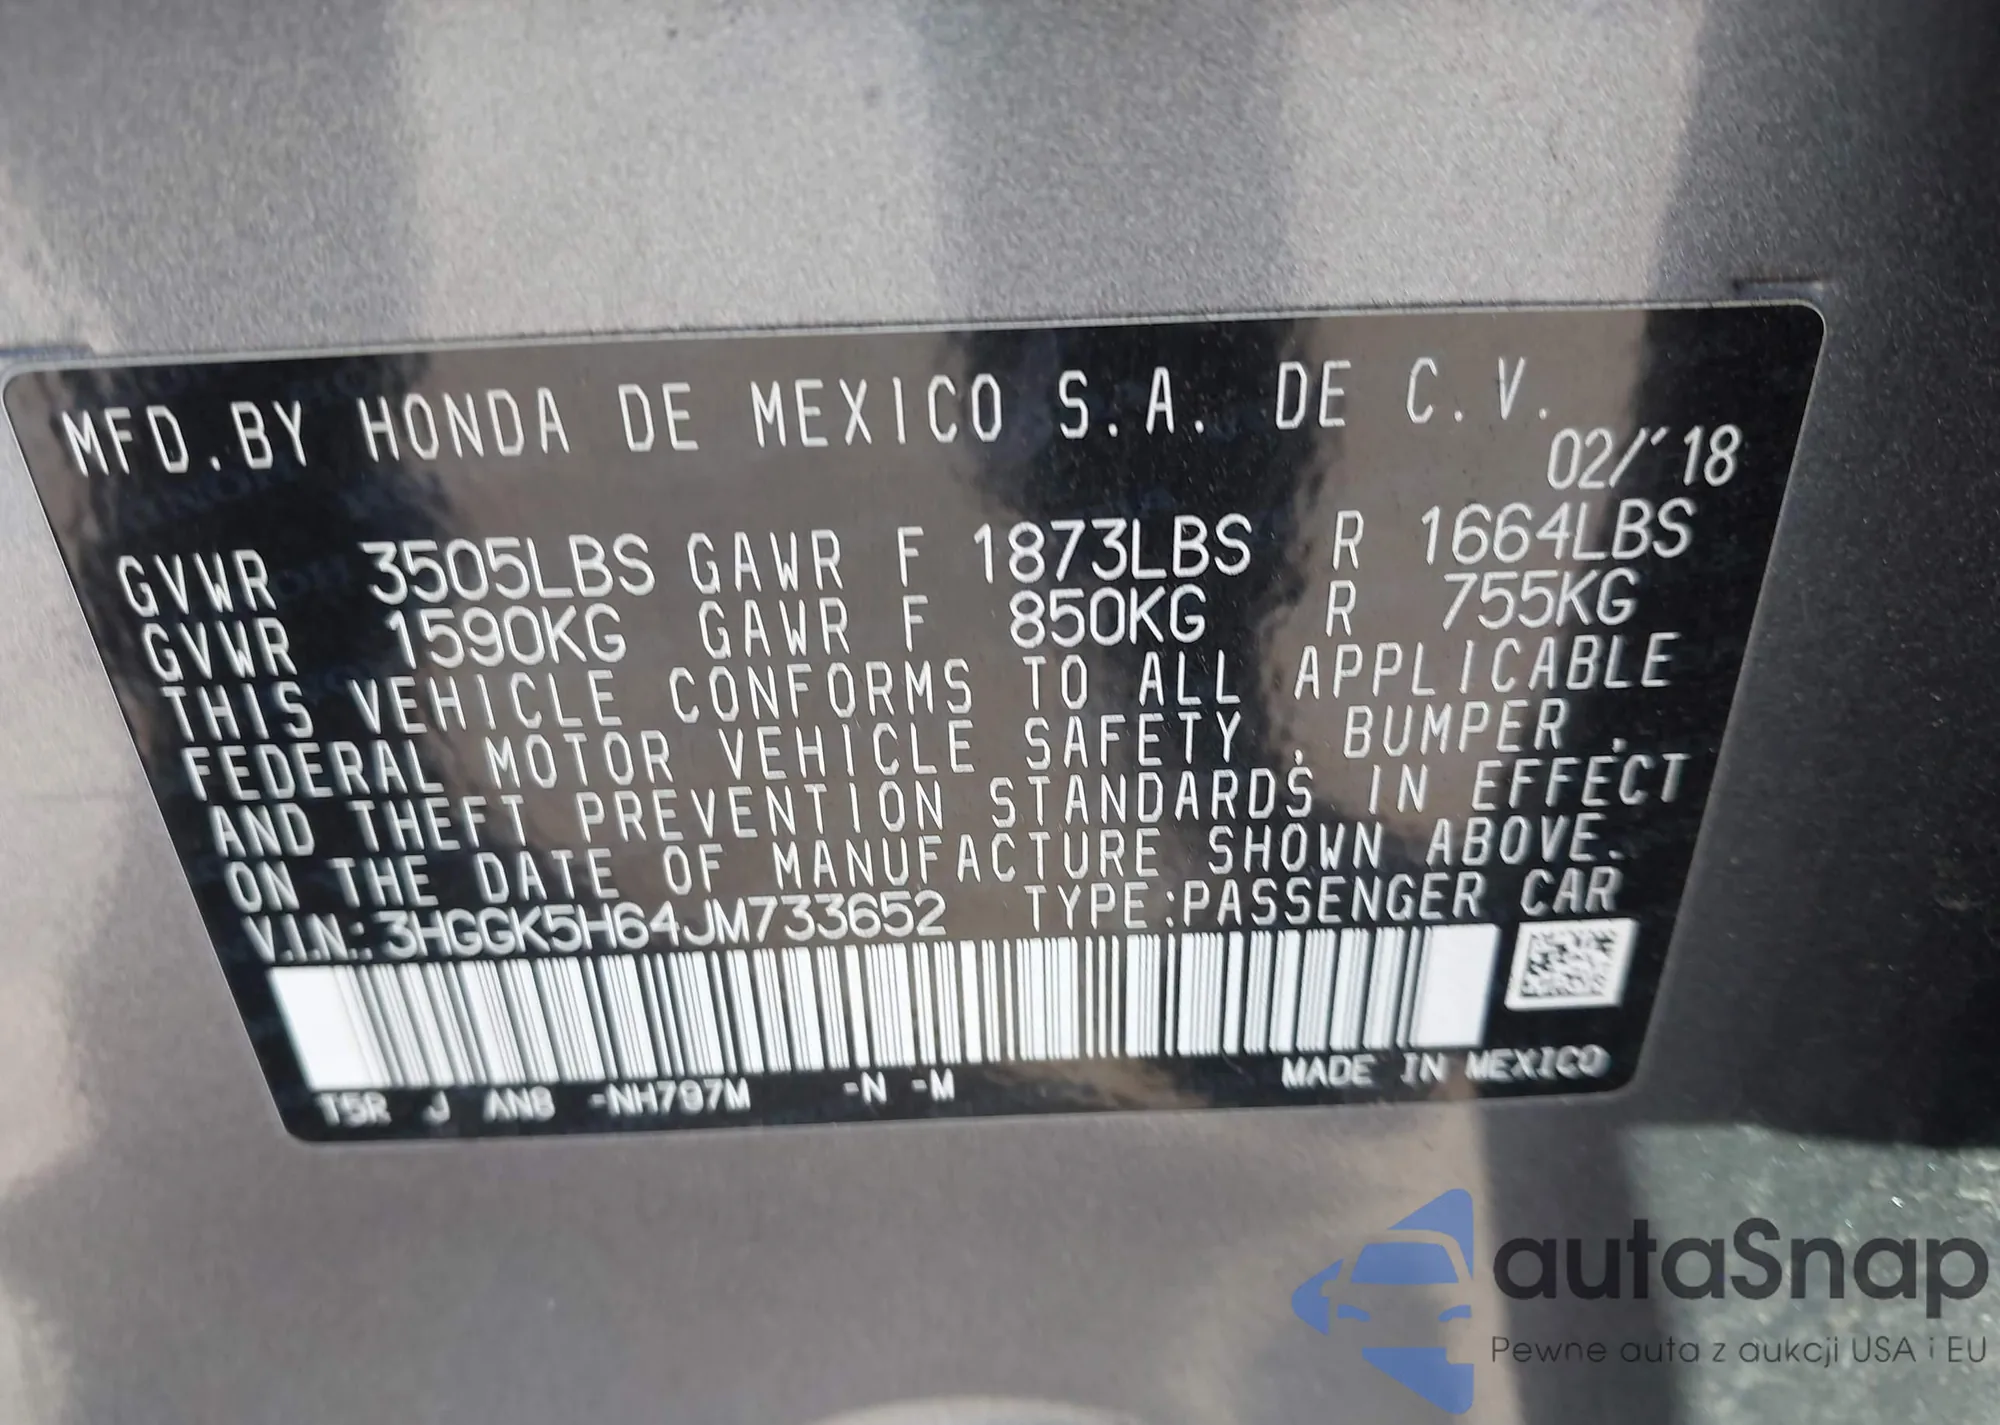 MFD.BY HONDA DE MEXICO S.A. DE C.V.
02/'18
GVWR 3505LBS GAWR F 1873LBS R 1664LBS
GVWR 1590KG GAWR F 850KG R 755KG
THIS VEHICLE CONFORMS TO ALL APPLICABLE
FEDERAL MOTOR VEHICLE SAFETY , BUMPER ,
AND THEFT PREVENTION STANDARDS IN EFFECT
ON THE DATE OF MANUFACTURE SHOWN ABOVE.
V.I.N.: 3HGGK5H64JM733652 TYPE:PASSENGER CAR
T5R J AN8 -NH797M -N -M MADE IN MEXICO
autaSnap
Pewne auta z aukcji USA i EU